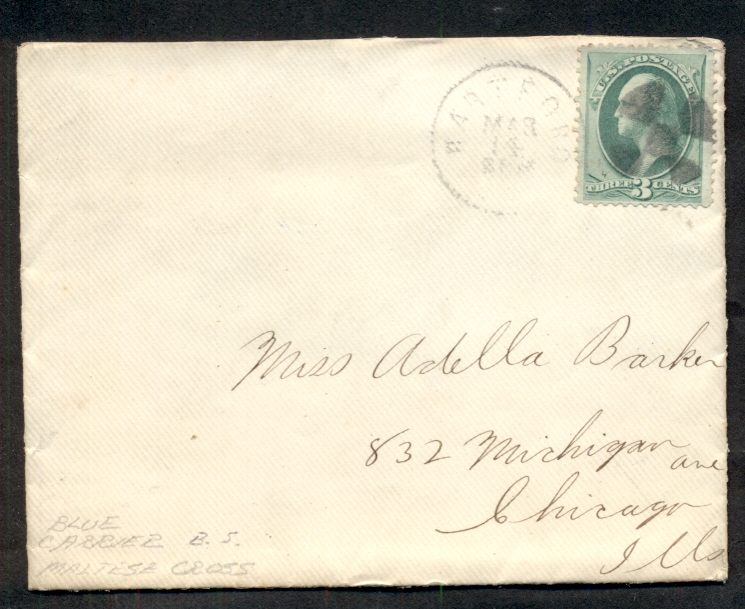 HARTFORD
MAR
14
U.S. POSTAGE
THREE 3 CENTS
Miss Adella Barker
832 Michigan ave
Chicago
Ills
BLUE
CARRIER B.S.
MALTESE CROSS